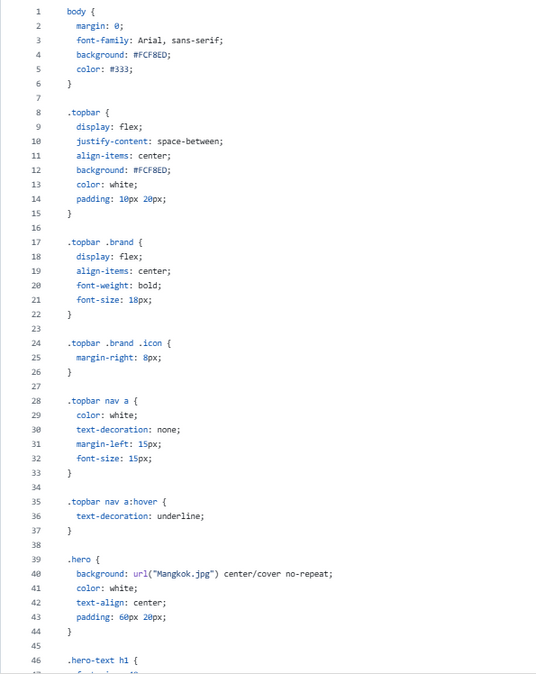 1 body {
2 margin: 0;
3 font-family: Arial, sans-serif;
4 background: #FCF8ED;
5 color: #333;
6 }
7
8 .topbar {
9 display: flex;
10 justify-content: space-between;
11 align-items: center;
12 background: #FCF8ED;
13 color: white;
14 padding: 10px 20px;
15 }
16
17 .topbar .brand {
18 display: flex;
19 align-items: center;
20 font-weight: bold;
21 font-size: 18px;
22 }
23
24 .topbar .brand .icon {
25 margin-right: 8px;
26 }
27
28 .topbar nav a {
29 color: white;
30 text-decoration: none;
31 margin-left: 15px;
32 font-size: 15px;
33 }
34
35 .topbar nav a:hover {
36 text-decoration: underline;
37 }
38
39 .hero {
40 background: url("Mangkok.jpg") center/cover no-repeat;
41 color: white;
42 text-align: center;
43 padding: 60px 20px;
44 }
45
46 .hero-text h1 {